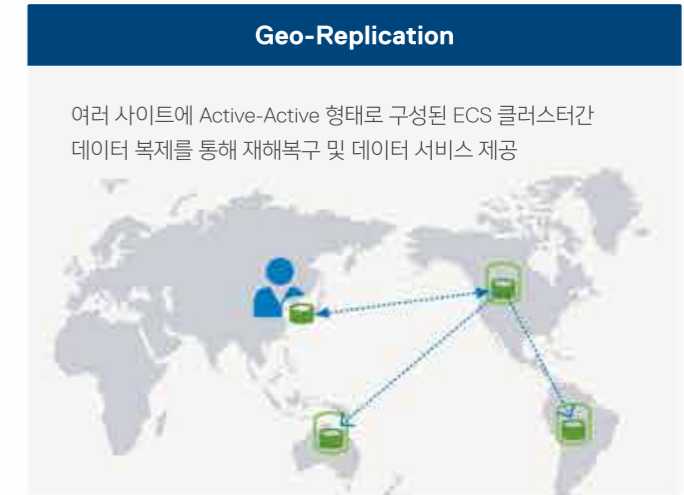 Geo-Replication
여러 사이트에 Active-Active 형태로 구성된 ECS 클러스터간
데이터 복제를 통해 재해복구 및 데이터 서비스 제공